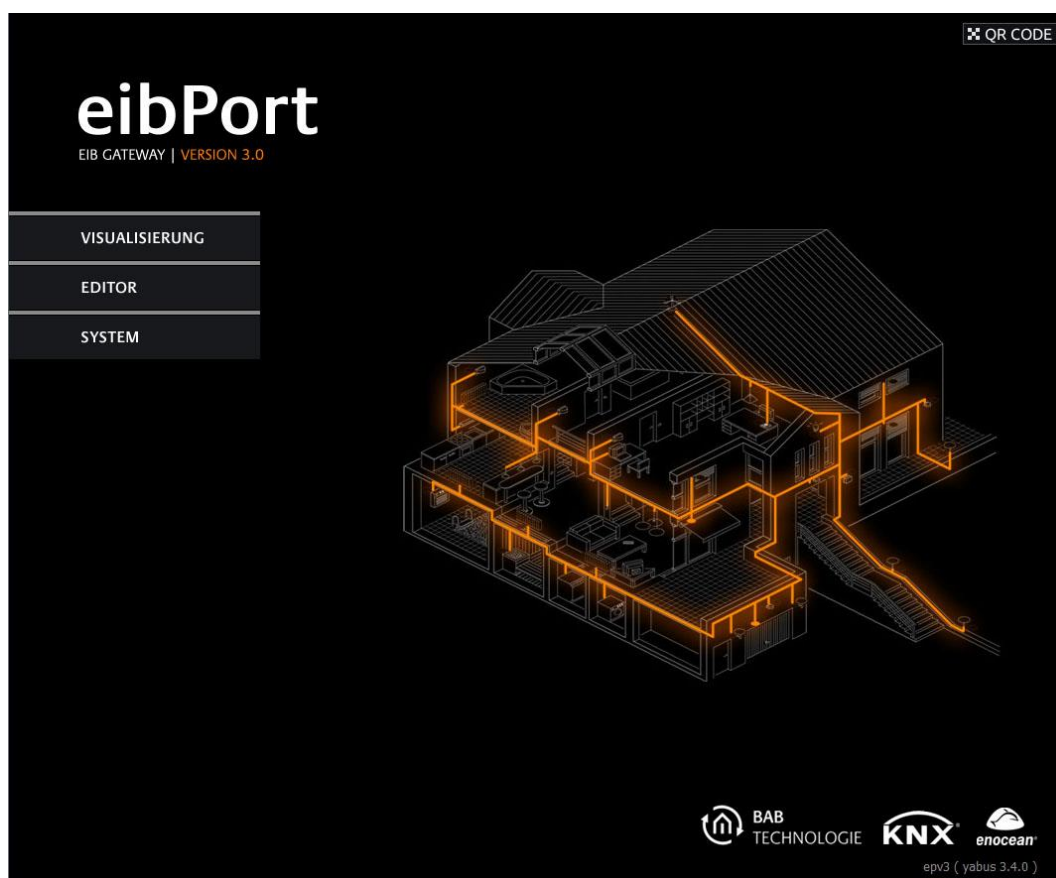 QR CODE
eibPort
EIB GATEWAY | VERSION 3.0
VISUALISIERUNG
EDITOR
SYSTEM
BAB
TECHNOLOGIE
KNX®
enocean®
epv3 ( yabus 3.4.0 )